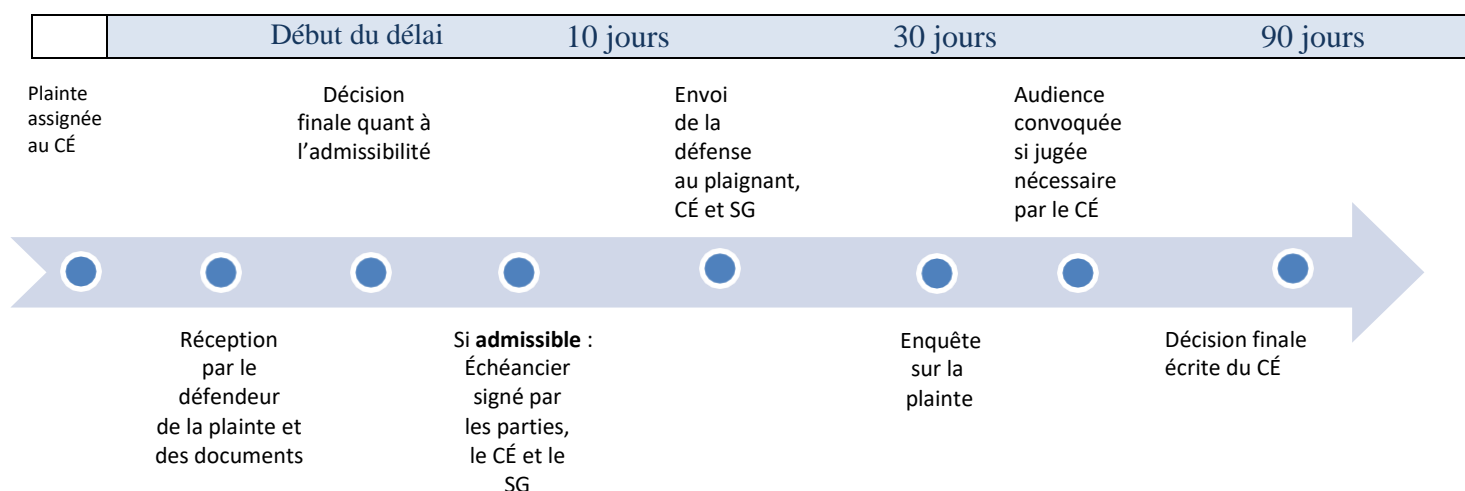 Début du délai 10 jours 30 jours 90 jours
Plainte
assignée
au CÉ
Décision
finale quant à
l’admissibilité
Envoi
de la
défense
au plaignant,
CÉ et SG
Audience
convoquée
si jugée
nécessaire
par le CÉ
Réception
par le
défendeur
de la plainte et
des documents
Si admissible :
Échéancier
signé par
les parties,
le CÉ et le
SG
Enquête
sur la
plainte
Décision finale
écrite du CÉ